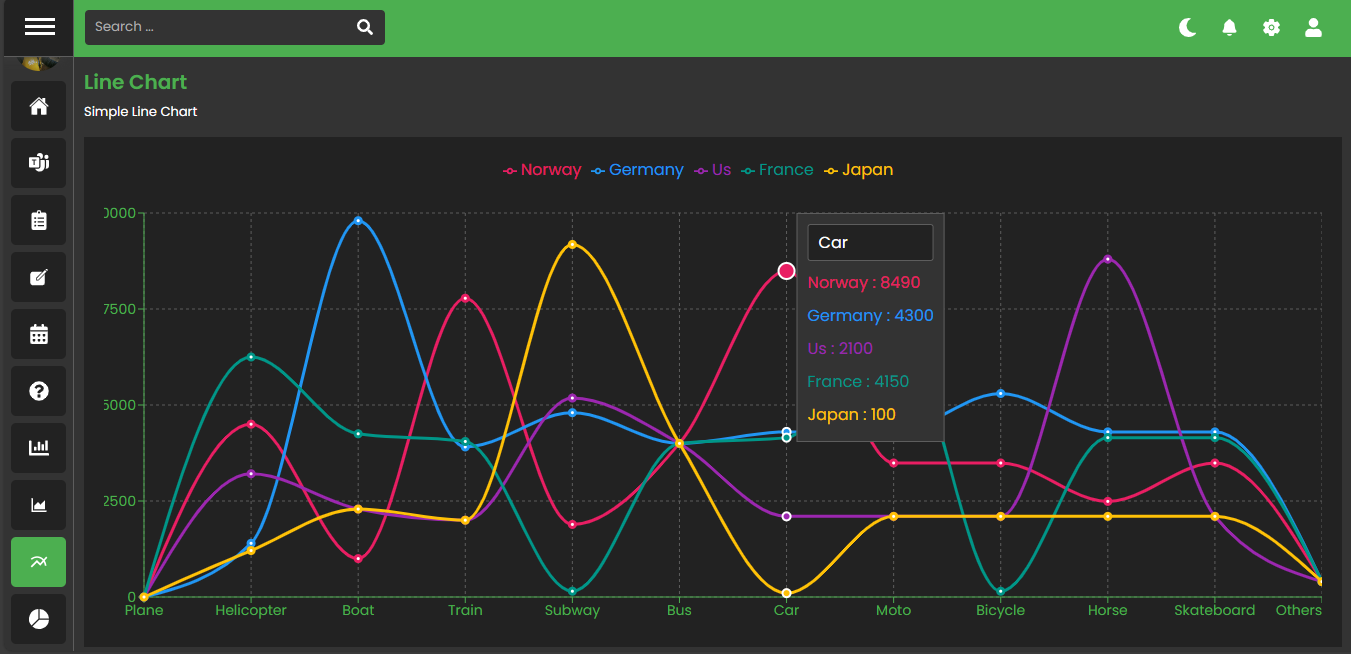 Search ...
Line Chart
Simple Line Chart
Norway Germany Us France Japan
0000
7500
5000
2500
0
Car
Norway : 8490
Germany : 4300
Us : 2100
France : 4150
Japan : 100
Plane Helicopter Boat Train Subway Bus Car Moto Bicycle Horse Skateboard Others